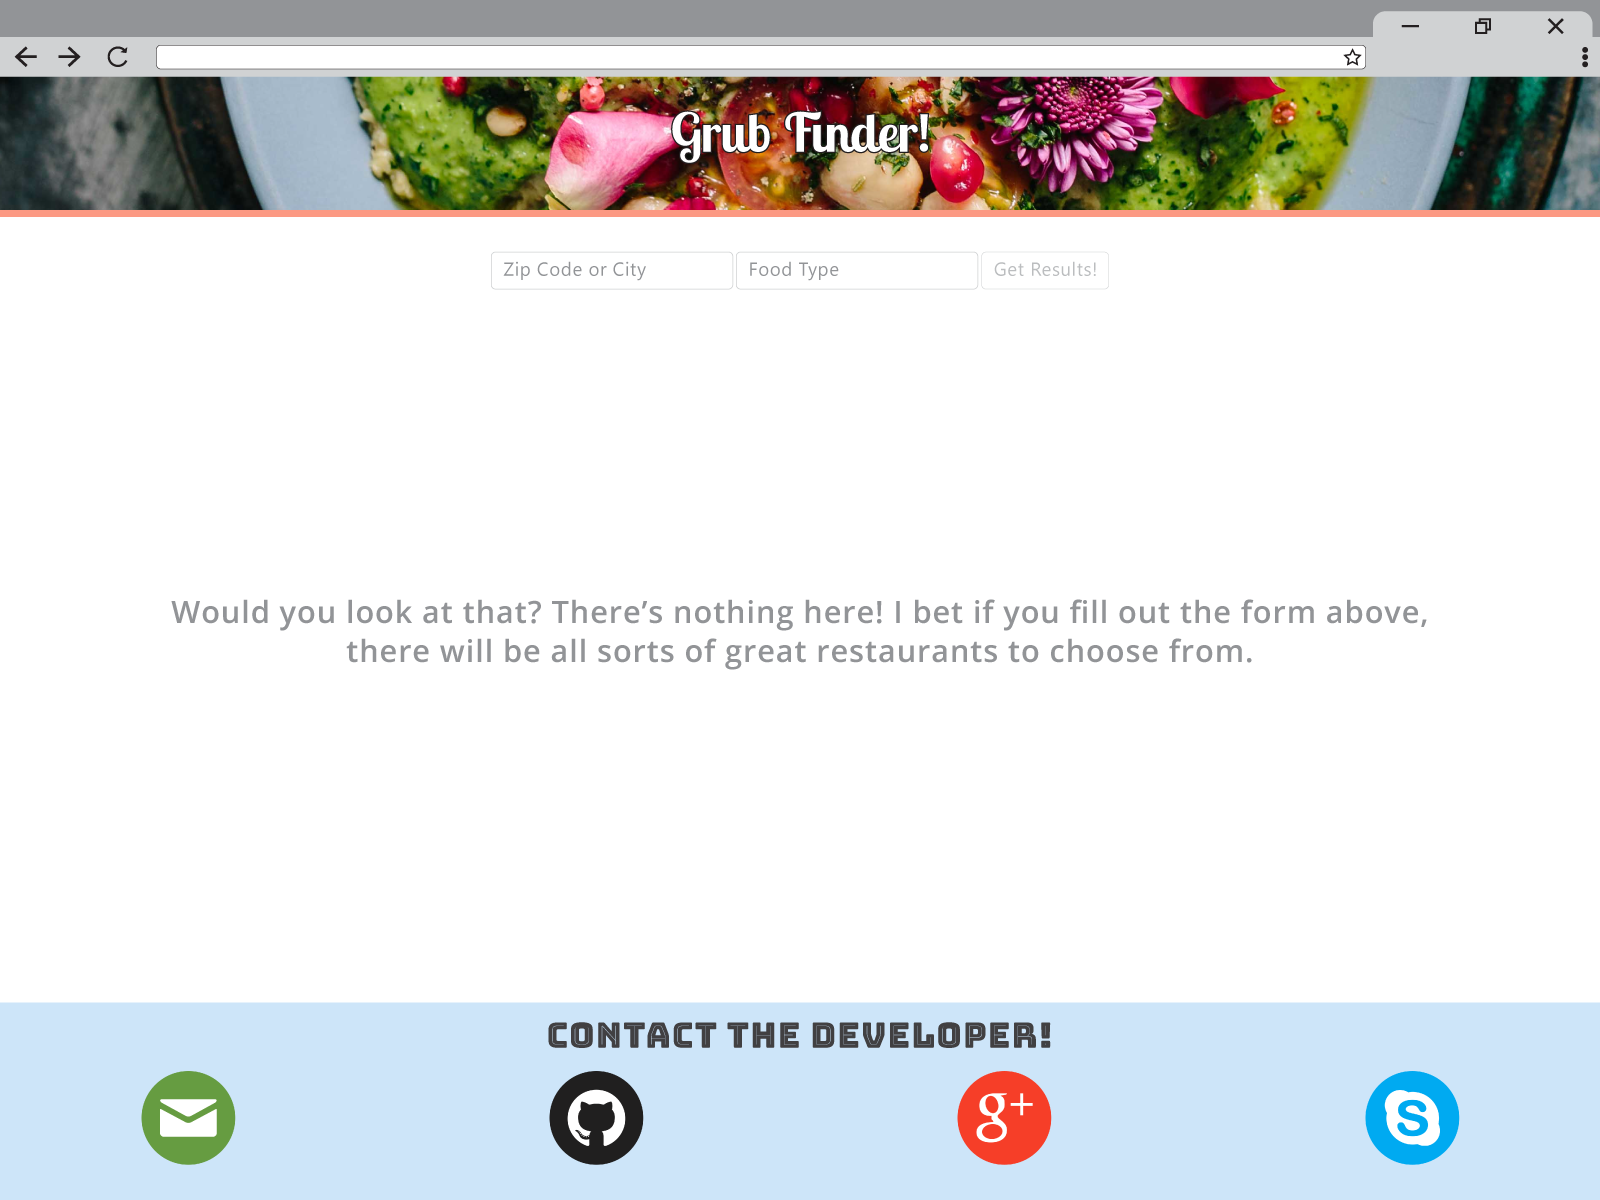 Grub Finder!
Zip Code or City
Food Type
Get Results!
Would you look at that? There’s nothing here! I bet if you fill out the form above,
there will be all sorts of great restaurants to choose from.
CONTACT THE DEVELOPER!
g+
S